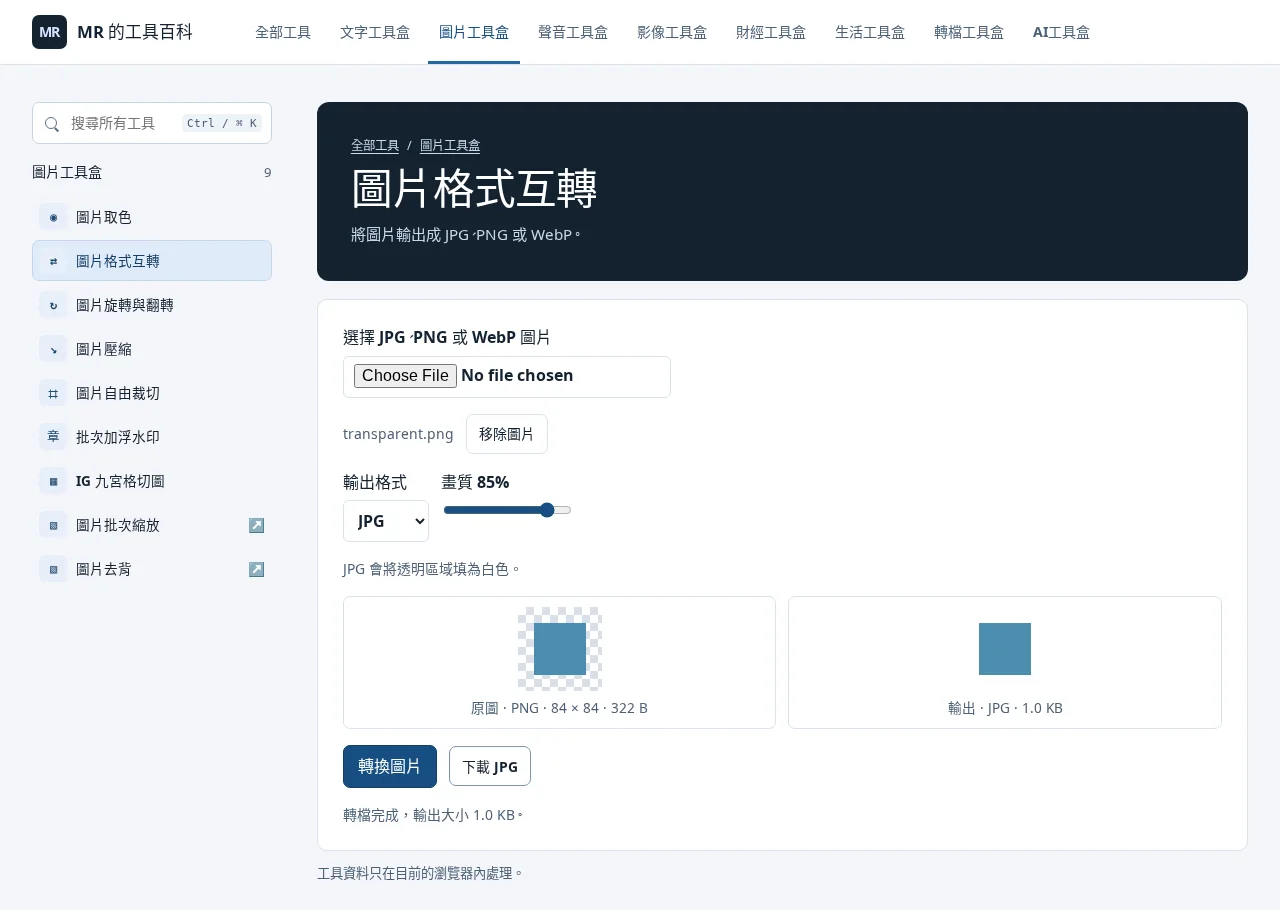 MR MR 的工具百科 全部工具 文字工具盒 圖片工具盒 聲音工具盒 影像工具盒 財經工具盒 生活工具盒 轉檔工具盒 AI工具盒
搜尋所有工具 Ctrl / ⌘ K
圖片工具盒 9
圖片取色
圖片格式互轉
圖片旋轉與翻轉
圖片壓縮
圖片自由裁切
章 批次加浮水印
IG 九宮格切圖
圖片批次縮放
圖片去背
全部工具 / 圖片工具盒
圖片格式互轉
將圖片輸出成 JPG、PNG 或 WebP。
選擇 JPG、PNG 或 WebP 圖片
Choose File No file chosen
transparent.png 移除圖片
輸出格式 畫質 85%
JPG
JPG 會將透明區域填為白色。
原圖 · PNG · 84 × 84 · 322 B
輸出 · JPG · 1.0 KB
轉換圖片 下載 JPG
轉檔完成，輸出大小 1.0 KB。
工具資料只在目前的瀏覽器內處理。